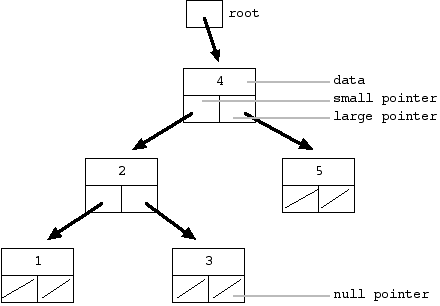 root
4
data
small pointer
large pointer
2
5
1
3
null pointer